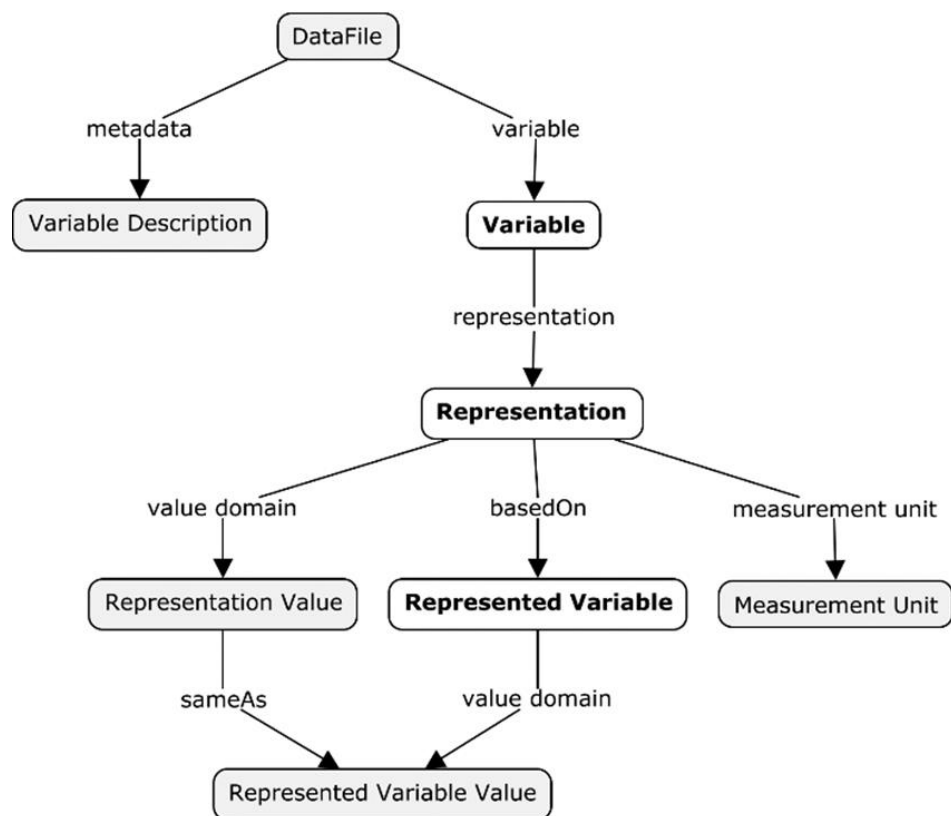 DataFile
metadata
variable
Variable Description
Variable
representation
Representation
value domain
basedOn
measurement unit
Representation Value
Represented Variable
Measurement Unit
sameAs
value domain
Represented Variable Value